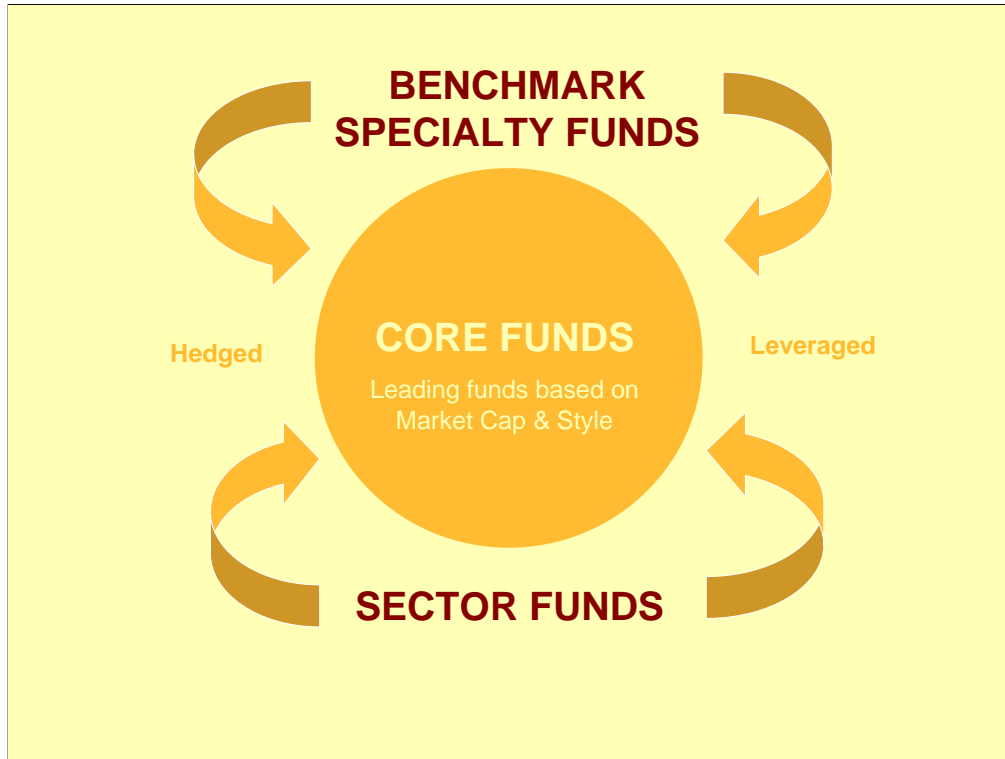 BENCHMARK
SPECIALTY FUNDS
Hedged
CORE FUNDS
Leading funds based on
Market Cap & Style
Leveraged
SECTOR FUNDS